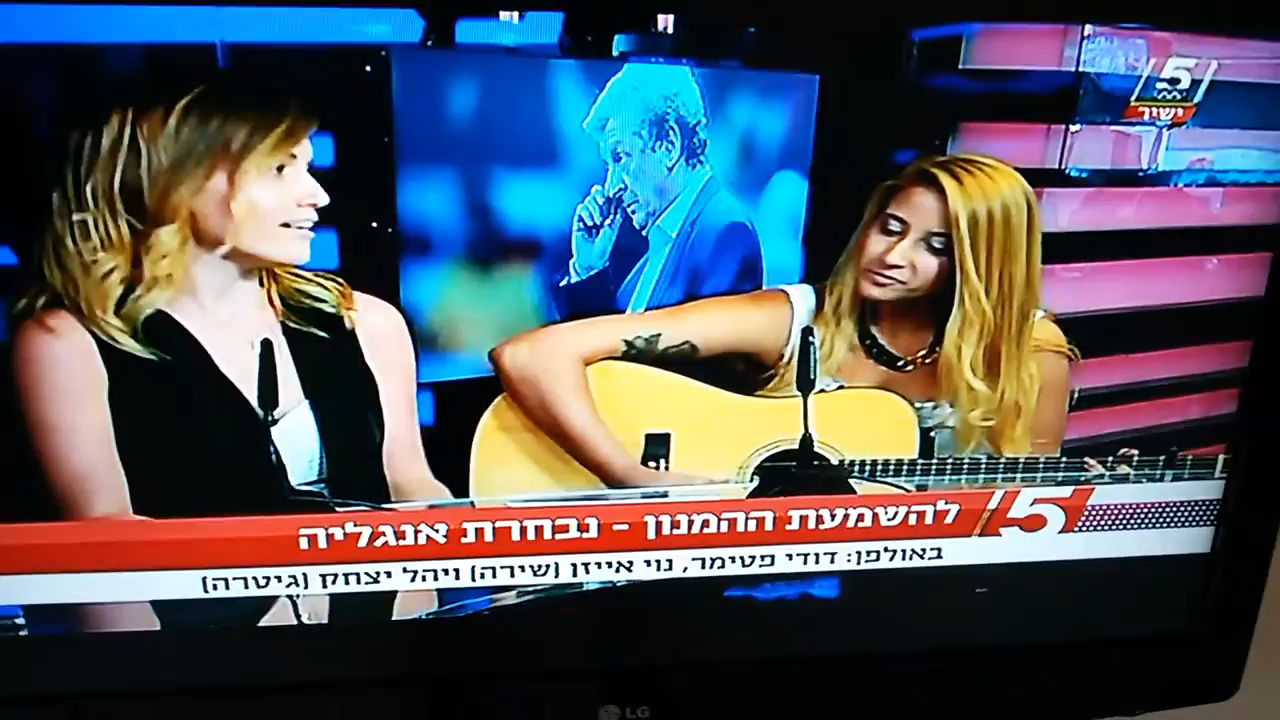 5
ישיר
להשמעת ההמנון - נבחרת אנגליה
5
באולפן: דודי פטימר, נוי אייזן (שירה) ויהל יצחק (גיטרה)
LG